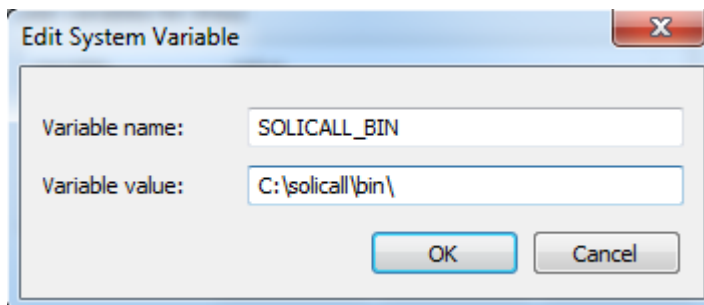 Edit System Variable
Variable name: SOLICALL_BIN
Variable value: C:\solicall\bin\
OK Cancel